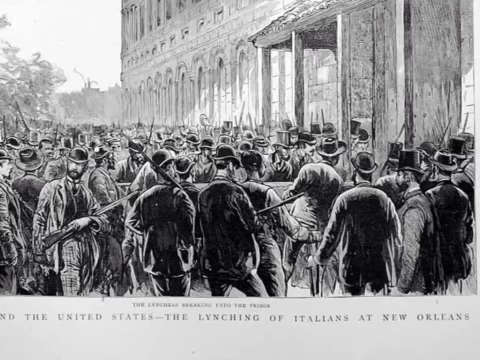 THE LYNCHERS BREAKING INTO THE PRISON
ND THE UNITED STATES—THE LYNCHING OF ITALIANS AT NEW ORLEANS